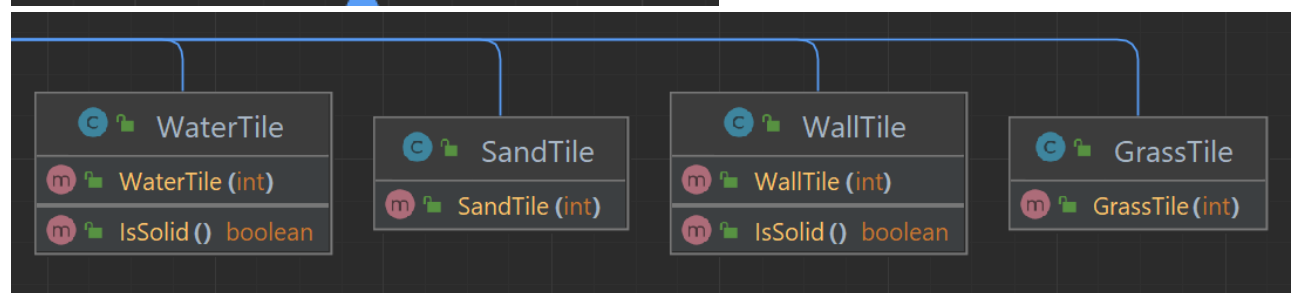 WaterTile
WaterTile (int)
IsSolid () boolean
SandTile
SandTile (int)
WallTile
WallTile (int)
IsSolid () boolean
GrassTile
GrassTile (int)